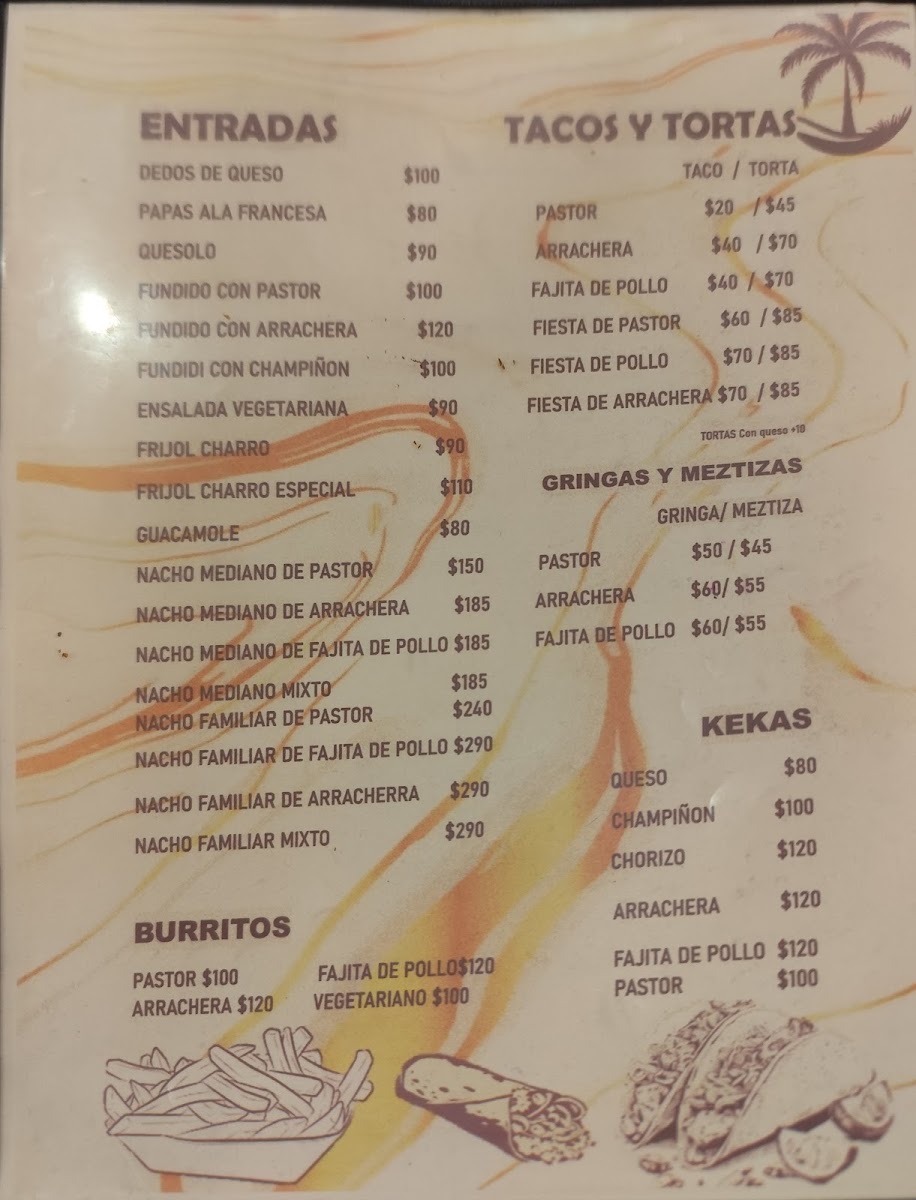 ENTRADAS
DEDOS DE QUESO $100
PAPAS ALA FRANCESA $80
QUESOLO $90
FUNDIDO CON PASTOR $100
FUNDIDO CON ARRACHERA $120
FUNDIDI CON CHAMPIÑON $100
ENSALADA VEGETARIANA $90
FRIJOL CHARRO $90
FRIJOL CHARRO ESPECIAL $110
GUACAMOLE $80
NACHO MEDIANO DE PASTOR $150
NACHO MEDIANO DE ARRACHERA $185
NACHO MEDIANO DE FAJITA DE POLLO $185
NACHO MEDIANO MIXTO $185
NACHO FAMILIAR DE PASTOR $240
NACHO FAMILIAR DE FAJITA DE POLLO $290
NACHO FAMILIAR DE ARRACHERRA $290
NACHO FAMILIAR MIXTO $290
BURRITOS
PASTOR $100 FAJITA DE POLLO$120
ARRACHERA $120 VEGETARIANO $100
TACOS Y TORTAS
TACO / TORTA
PASTOR $20 / $45
ARRACHERA $40 / $70
FAJITA DE POLLO $40 / $70
FIESTA DE PASTOR $60 / $85
FIESTA DE POLLO $70 / $85
FIESTA DE ARRACHERA $70 / $85
TORTAS Con queso +10
GRINGAS Y MEZTIZAS
GRINGA/ MEZTIZA
PASTOR $50 / $45
ARRACHERA $60/ $55
FAJITA DE POLLO $60/ $55
KEKAS
QUESO $80
CHAMPIÑON $100
CHORIZO $120
ARRACHERA $120
FAJITA DE POLLO $120
PASTOR $100